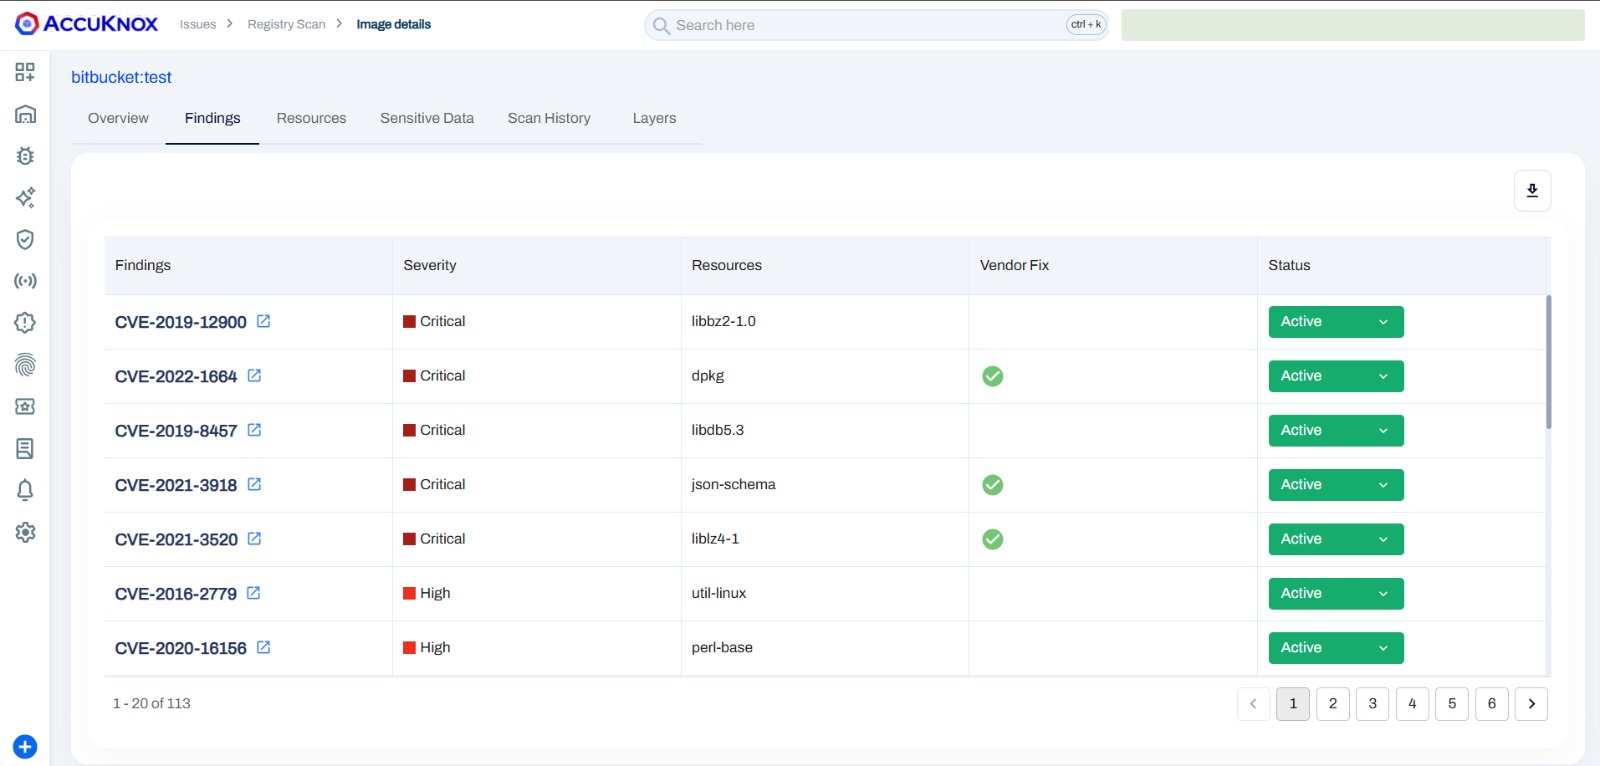 ACCUKNOX Issues > Registry Scan > Image details Search here ctrl + k
bitbucket:test
Overview Findings Resources Sensitive Data Scan History Layers
Findings Severity Resources Vendor Fix Status
CVE-2019-12900 Critical libbz2-1.0 Active
CVE-2022-1664 Critical dpkg Active
CVE-2019-8457 Critical libdb5.3 Active
CVE-2021-3918 Critical json-schema Active
CVE-2021-3520 Critical liblz4-1 Active
CVE-2016-2779 High util-linux Active
CVE-2020-16156 High perl-base Active
1 - 20 of 113 1 2 3 4 5 6